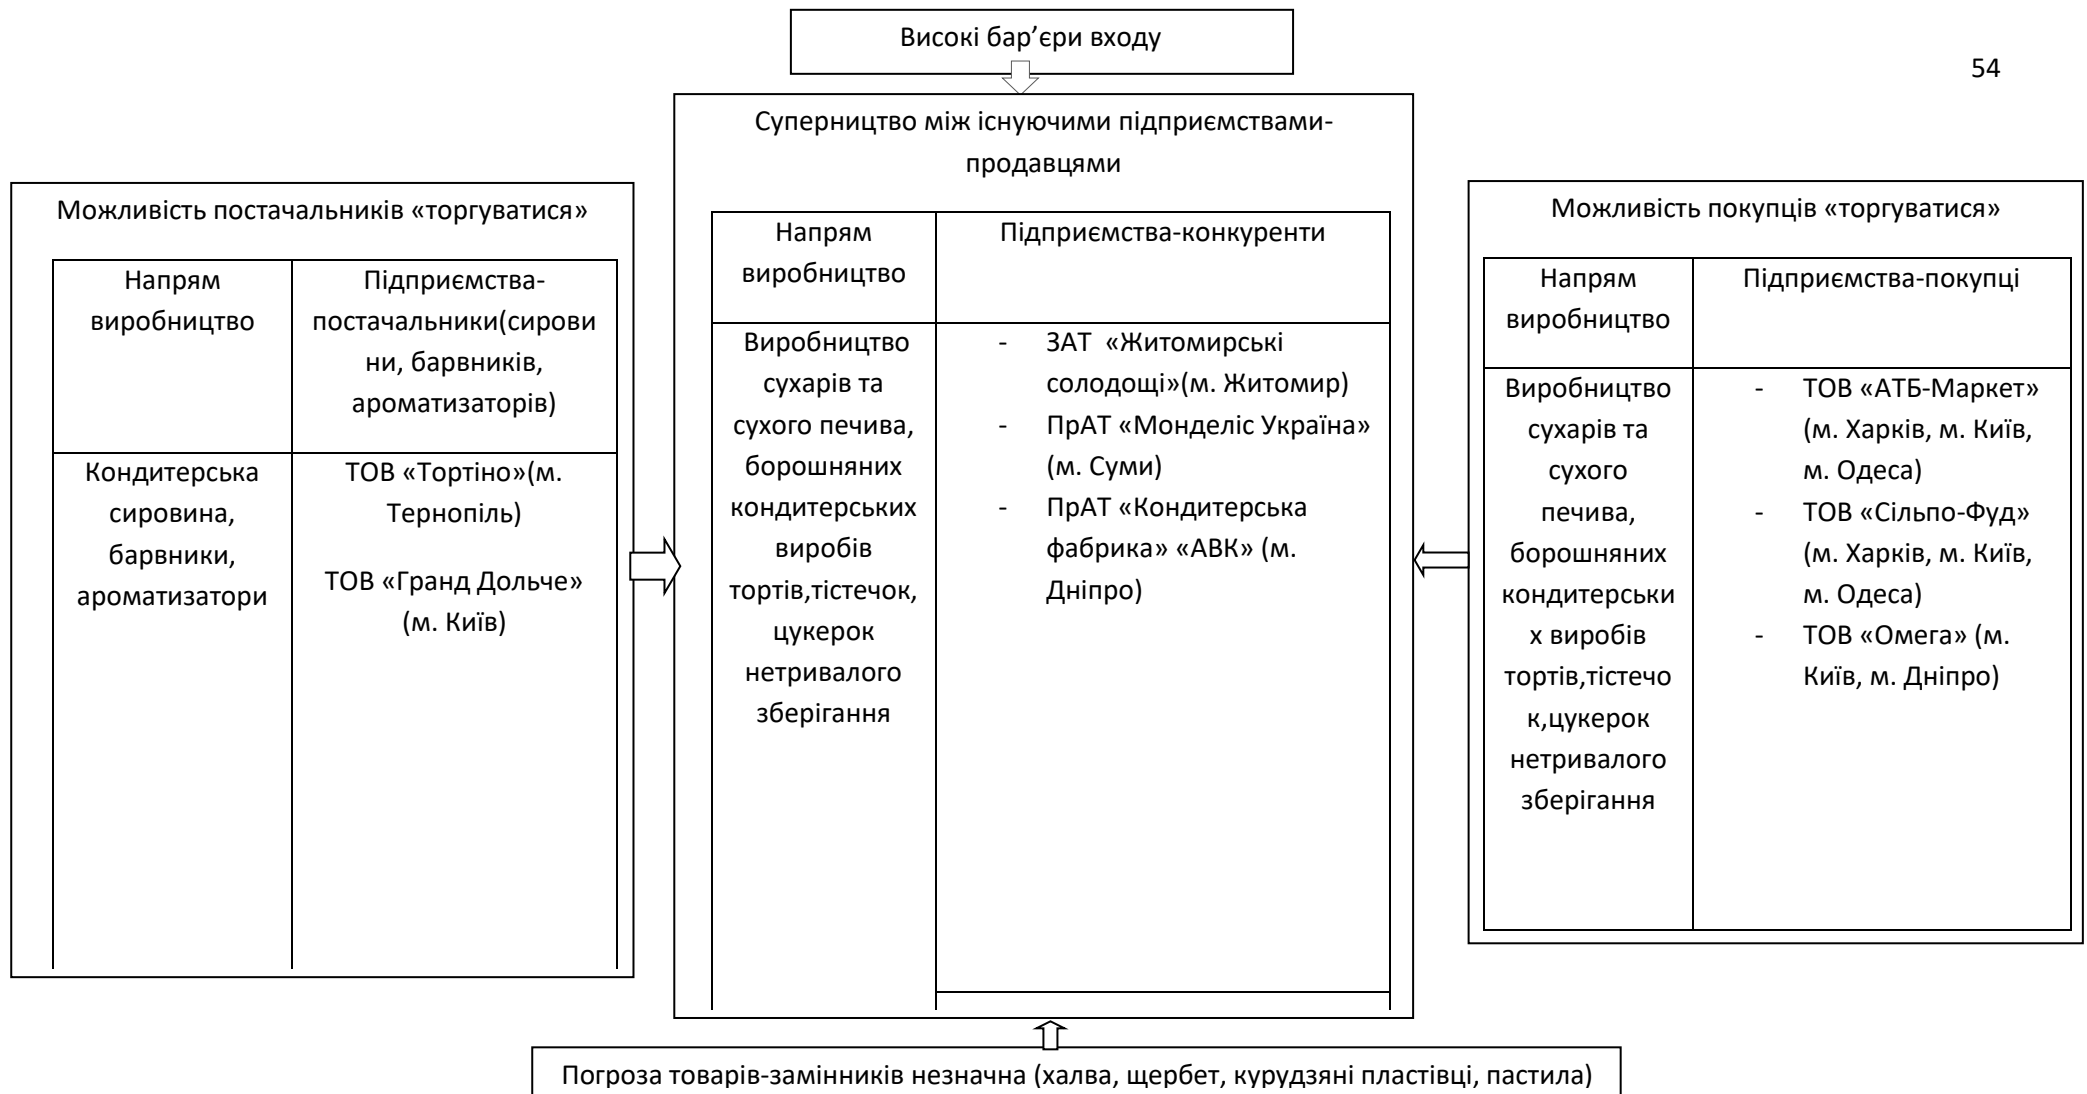 54
Високі бар’єри входу
Суперництво між існуючими підприємствами-
продавцями
Напрям
виробництво
Підприємства-конкуренти
Виробництво
сухарів та
сухого печива,
борошняних
кондитерських
виробів
тортів,тістечок,
цукерок
нетривалого
зберігання
- ЗАТ «Житомирські
солодощі»(м. Житомир)
- ПрАТ «Монделіс Україна»
(м. Суми)
- ПрАТ «Кондитерська
фабрика» «АВК» (м.
Дніпро)
Можливість постачальників «торгуватися»
Напрям
виробництво
Підприємства-
постачальники(сирови
ни, барвників,
ароматизаторів)
Кондитерська
сировина,
барвники,
ароматизатори
ТОВ «Тортіно»(м.
Тернопіль)
ТОВ «Гранд Дольче»
(м. Київ)
Можливість покупців «торгуватися»
Напрям
виробництво
Підприємства-покупці
Виробництво
сухарів та
сухого
печива,
борошняних
кондитерськи
х виробів
тортів,тістечо
к,цукерок
нетривалого
зберігання
- ТОВ «АТБ-Маркет»
(м. Харків, м. Київ,
м. Одеса)
- ТОВ «Сільпо-Фуд»
(м. Харків, м. Київ,
м. Одеса)
- ТОВ «Омега» (м.
Київ, м. Дніпро)
Погроза товарів-замінників незначна (халва, щербет, курудзяні пластівці, пастила)